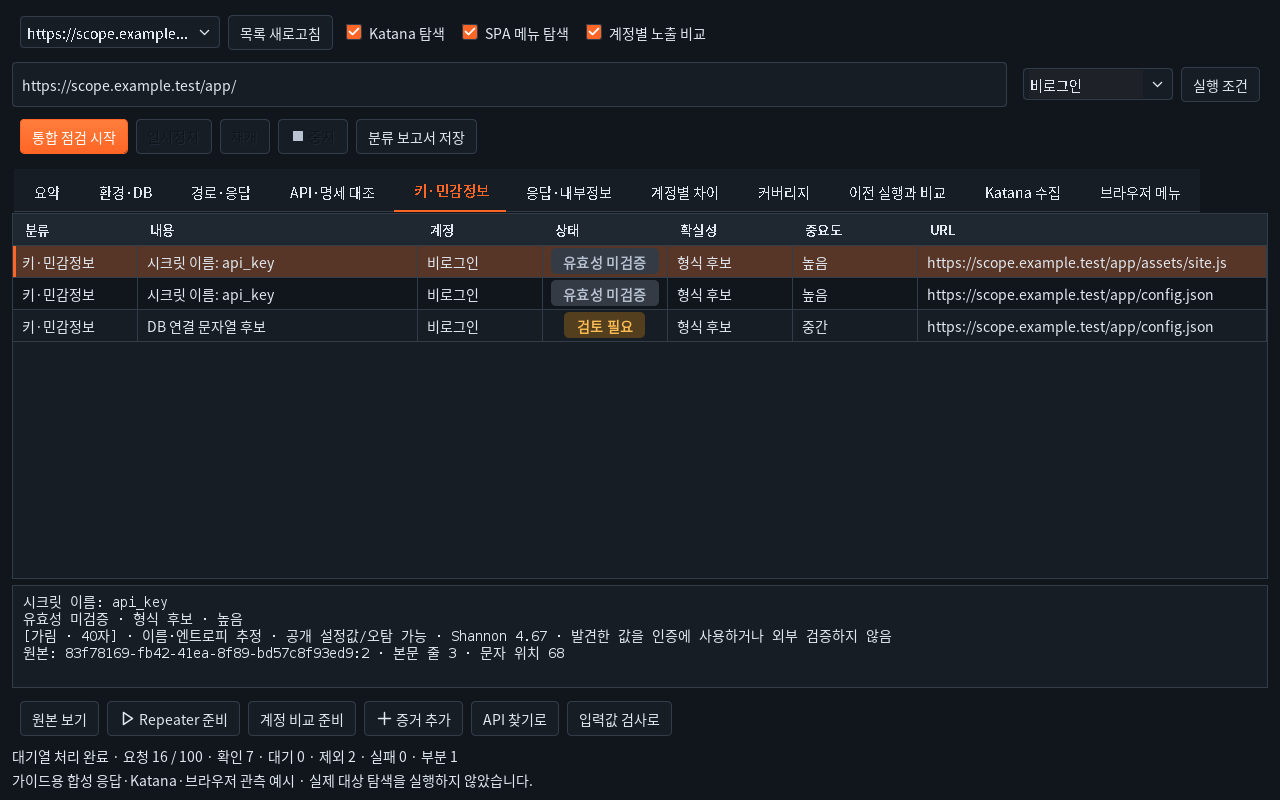 https://scope.example... 목록 새로고침 Katana 탐색 SPA 메뉴 탐색 계정별 노출 비교
https://scope.example.test/app/ 비로그인 실행 조건
통합 점검 시작 일시정지 재개 중지 분류 보고서 저장
요약 환경·DB 경로·응답 API·명세 대조 키·민감정보 응답·내부정보 계정별 차이 커버리지 이전 실행과 비교 Katana 수집 브라우저 메뉴
분류 내용 계정 상태 확실성 중요도 URL
키·민감정보 시크릿 이름: api_key 비로그인 유효성 미검증 형식 후보 높음 https://scope.example.test/app/assets/site.js
키·민감정보 시크릿 이름: api_key 비로그인 유효성 미검증 형식 후보 높음 https://scope.example.test/app/config.json
키·민감정보 DB 연결 문자열 후보 비로그인 검토 필요 형식 후보 중간 https://scope.example.test/app/config.json
시크릿 이름: api_key
유효성 미검증 · 형식 후보 · 높음
[가림 · 40자] · 이름·엔트로피 추정 · 공개 설정값/오탐 가능 · Shannon 4.67 · 발견한 값을 인증에 사용하거나 외부 검증하지 않음
원본: 83f78169-fb42-41ea-8f89-bd57c8f93ed9:2 · 본문 줄 3 · 문자 위치 68
원본 보기 Repeater 준비 계정 비교 준비 증거 추가 API 찾기로 입력값 검사로
대기열 처리 완료 · 요청 16 / 100 · 확인 7 · 대기 0 · 제외 2 · 실패 0 · 부분 1
가이드용 합성 응답·Katana·브라우저 관측 예시 · 실제 대상 탐색을 실행하지 않았습니다.